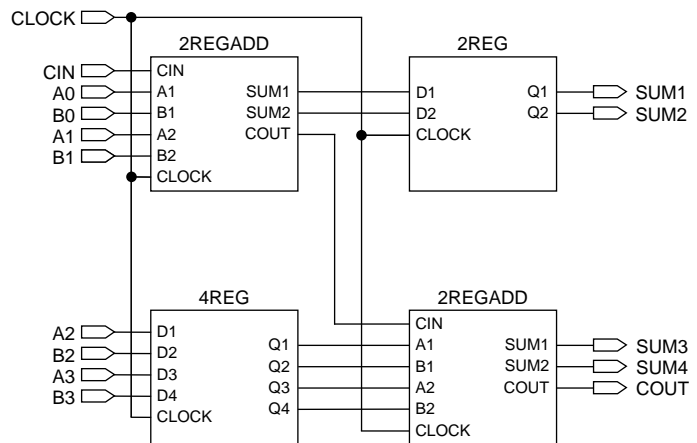 CLOCK
2REGADD
2REG
CIN
A0
B0
A1
B1
CIN
A1
B1
A2
B2
CLOCK
SUM1
SUM2
COUT
D1
D2
CLOCK
Q1
Q2
SUM1
SUM2
4REG
2REGADD
A2
B2
A3
B3
D1
D2
D3
D4
CLOCK
Q1
Q2
Q3
Q4
CIN
A1
B1
A2
B2
CLOCK
SUM1
SUM2
COUT
SUM3
SUM4
COUT